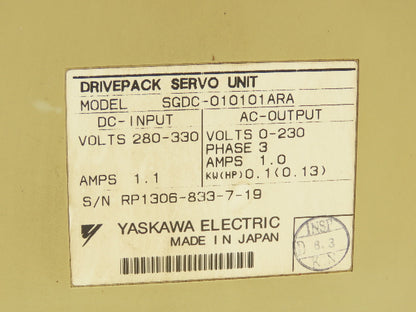 DRIVEPACK SERVO UNIT
MODEL SGDC-010101ARA
DC-INPUT
VOLTS 280-330
AMPS 1.1
AC-OUTPUT
VOLTS 0-230
PHASE 3
AMPS 1.0
KW(HP) 0.1(0.13)
S/N RP1306-833-7-19
YASKAWA ELECTRIC
MADE IN JAPAN
INSP
8.3